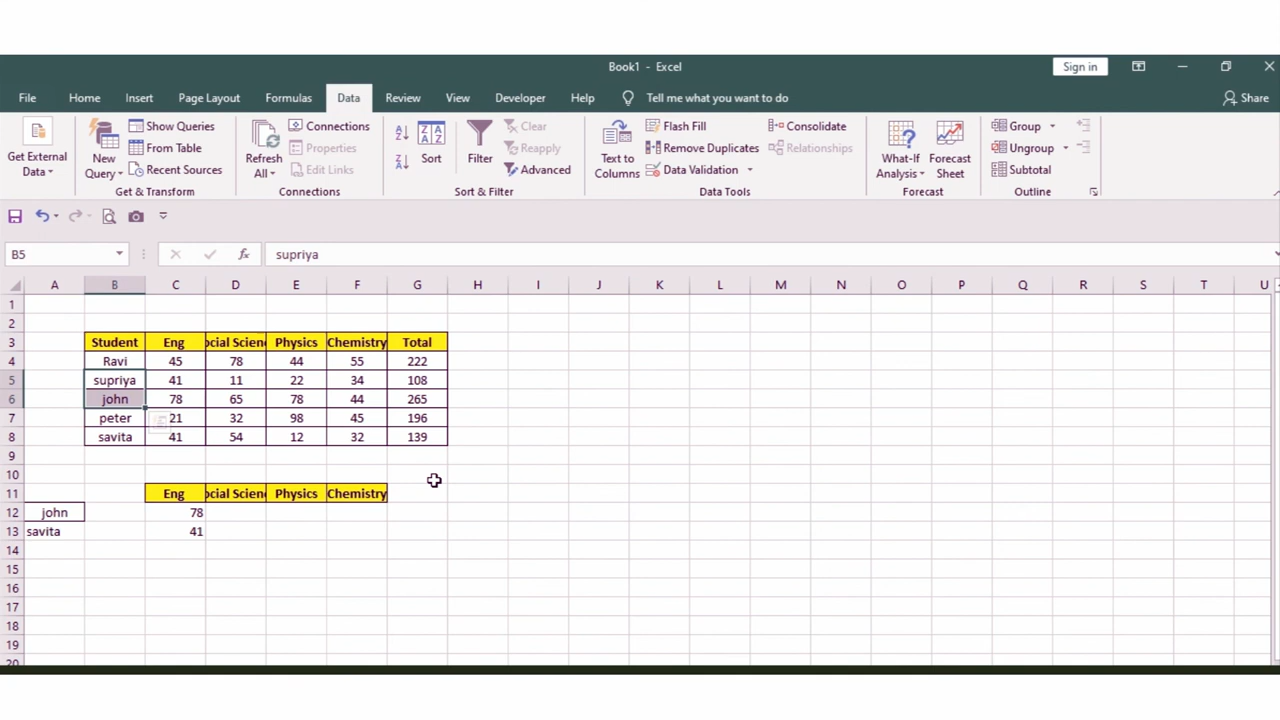 Book1 - Excel Sign in
File Home Insert Page Layout Formulas Data Review View Developer Help Tell me what you want to do Share
Get External Data
New Query
Show Queries
From Table
Recent Sources
Get & Transform
Refresh All
Connections
Properties
Edit Links
Connections
Sort
Filter
Clear
Reapply
Advanced
Sort & Filter
Text to Columns
Flash Fill
Remove Duplicates
Data Validation
Consolidate
Relationships
Data Tools
What-If Analysis
Forecast Sheet
Forecast
Group
Ungroup
Subtotal
Outline
B5 fx supriya
A B C D E F G H I J K L M N O P Q R S T U
1
2
3 Student Eng ocial Scienc Physics Chemistry Total
4 Ravi 45 78 44 55 222
5 supriya 41 11 22 34 108
6 john 78 65 78 44 265
7 peter 21 32 98 45 196
8 savita 41 54 12 32 139
9
10
11 Eng ocial Scienc Physics Chemistry
12 john 78
13 savita 41
14
15
16
17
18
19
20